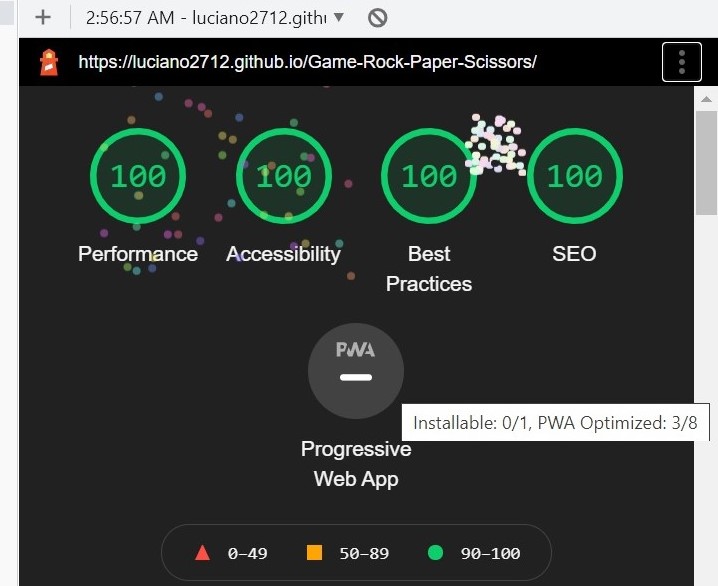 2:56:57 AM - luciano2712.githu
https://luciano2712.github.io/Game-Rock-Paper-Scissors/
100 100 100 100
Performance Accessibility Best Practices SEO
PWA
Installable: 0/1, PWA Optimized: 3/8
Progressive
Web App
0–49 50–89 90–100